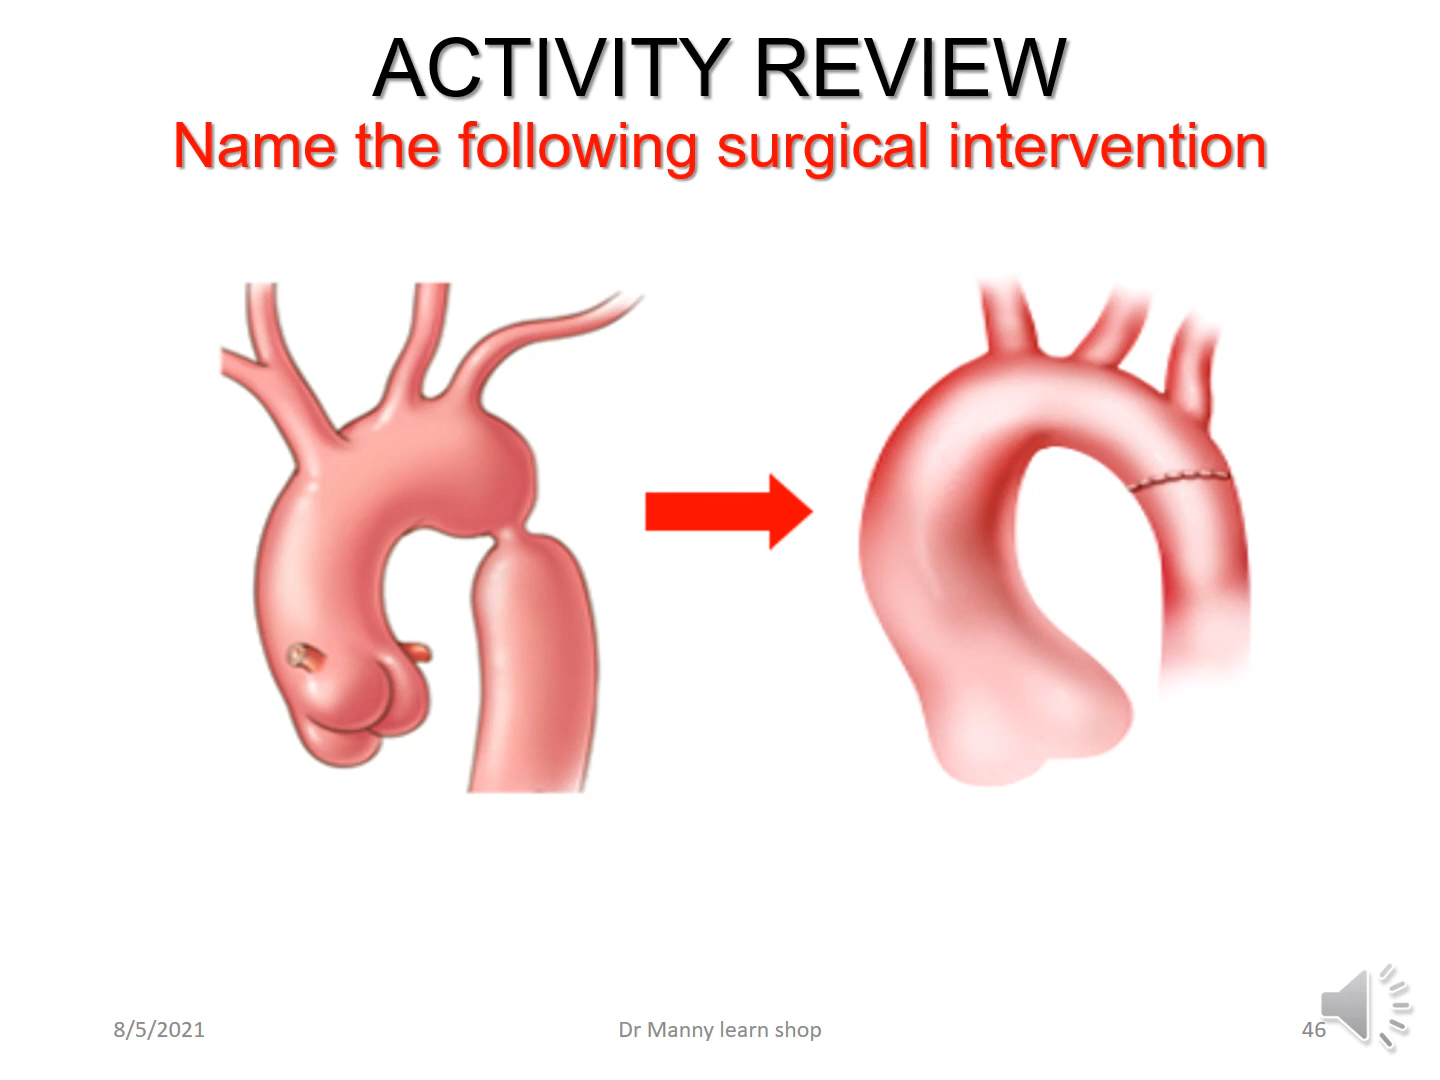 ACTIVITY REVIEW
Name the following surgical intervention
8/5/2021
Dr Manny learn shop
46